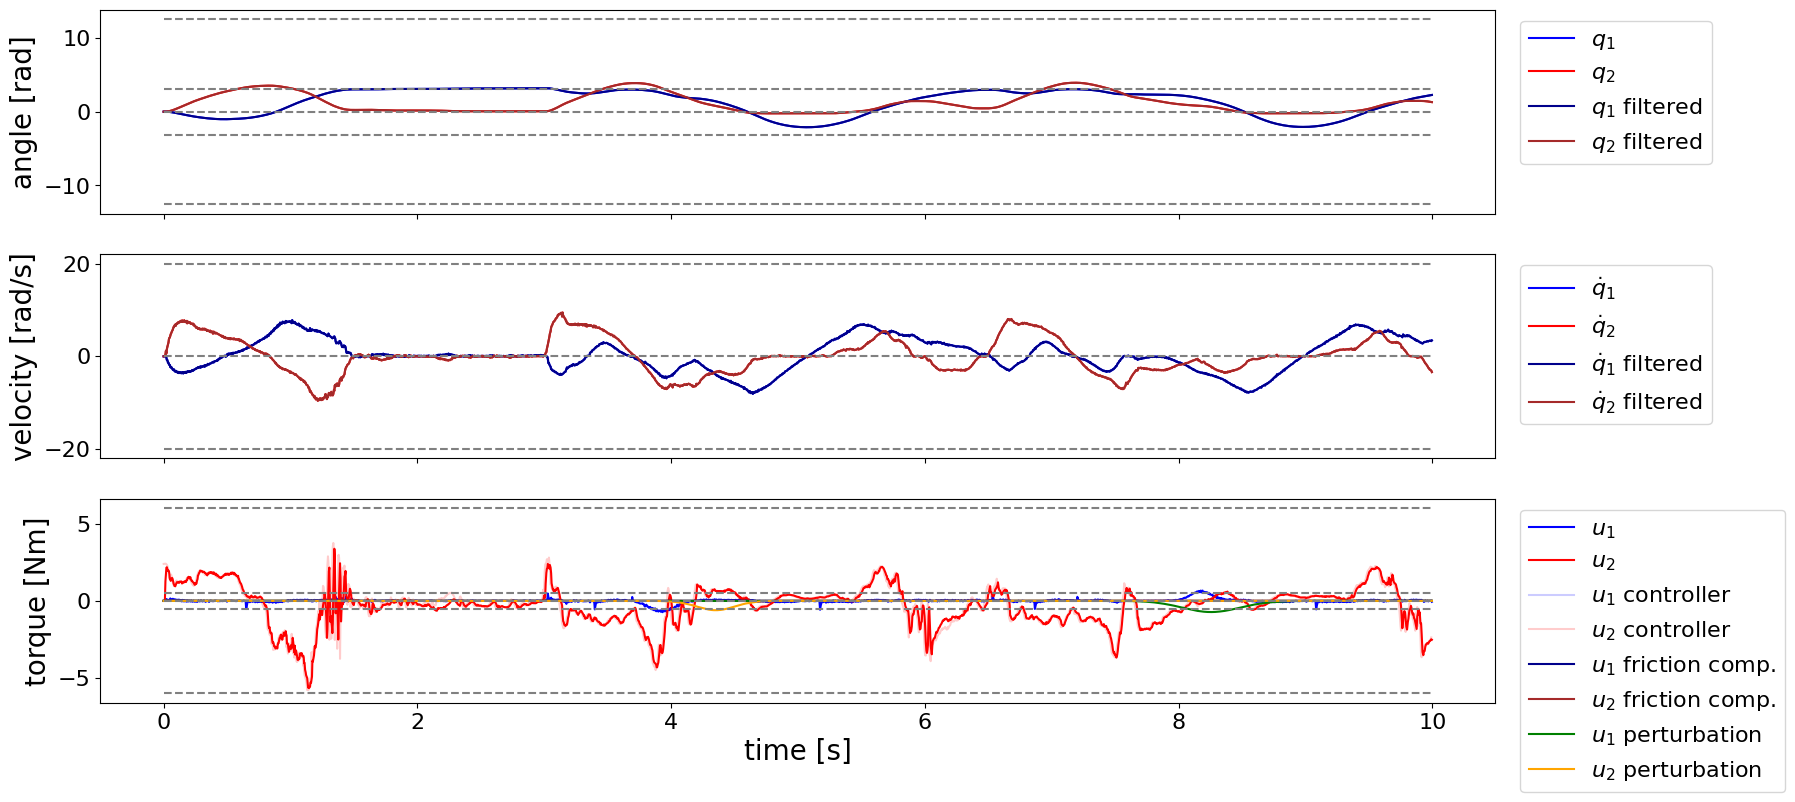 angle [rad]
10
0
−10
q₁
q₂
q₁ filtered
q₂ filtered
velocity [rad/s]
20
0
−20
q̇₁
q̇₂
q̇₁ filtered
q̇₂ filtered
torque [Nm]
5
0
−5
0 2 4 6 8 10
time [s]
u₁
u₂
u₁ controller
u₂ controller
u₁ friction comp.
u₂ friction comp.
u₁ perturbation
u₂ perturbation